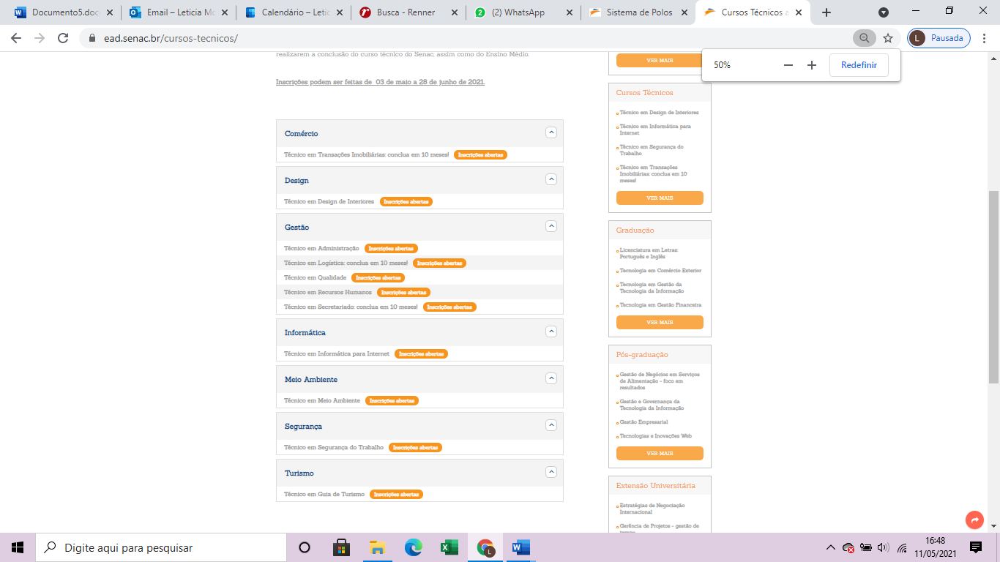 Documento5.doc
Email – Leticia Mo
Calendário – Letic
Busca - Renner
(2) WhatsApp
Sistema de Polos
Cursos Técnicos a
ead.senac.br/cursos-tecnicos/
L Pausada
50%
Redefinir
realizarem a conclusão do curso técnico do Senac, assim como do Ensino Médio.
Inscrições podem ser feitas de 03 de maio a 28 de junho de 2021.
Comércio
Técnico em Transações Imobiliárias: conclua em 10 meses! Inscrições abertas
Design
Técnico em Design de Interiores Inscrições abertas
Gestão
Técnico em Administração Inscrições abertas
Técnico em Logística: conclua em 10 meses! Inscrições abertas
Técnico em Qualidade Inscrições abertas
Técnico em Recursos Humanos Inscrições abertas
Técnico em Secretariado: conclua em 10 meses! Inscrições abertas
Informática
Técnico em Informática para Internet Inscrições abertas
Meio Ambiente
Técnico em Meio Ambiente Inscrições abertas
Segurança
Técnico em Segurança do Trabalho Inscrições abertas
Turismo
Técnico em Guia de Turismo Inscrições abertas
VER MAIS
Cursos Técnicos
Técnico em Design de Interiores
Técnico em Informática para
Internet
Técnico em Segurança do
Trabalho
Técnico em Transações
Imobiliárias: conclua em 10
meses!
VER MAIS
Graduação
Licenciatura em Letras:
Português e Inglês
Tecnologia em Comércio Exterior
Tecnologia em Gestão da
Tecnologia da Informação
Tecnologia em Gestão Financeira
VER MAIS
Pós-graduação
Gestão de Negócios em Serviços
de Alimentação - foco em
resultados
Gestão e Governança da
Tecnologia da Informação
Gestão Empresarial
Tecnologias e Inovações Web
VER MAIS
Extensão Universitária
Estratégias de Negociação
Internacional
Gerência de Projetos - gestão de
Digite aqui para pesquisar
16:48
11/05/2021